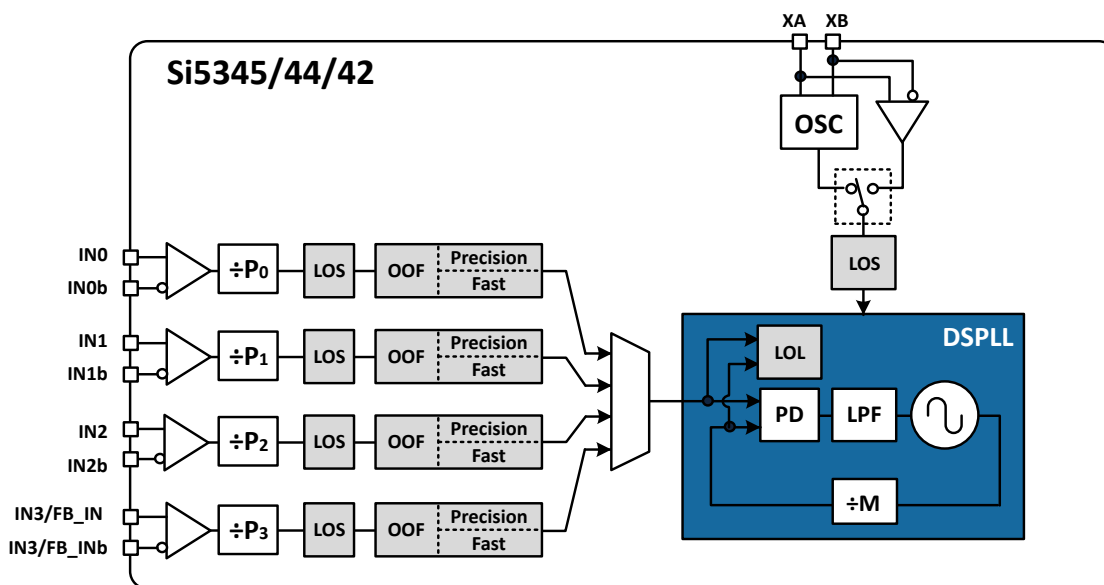 XA XB
Si5345/44/42
OSC
LOS
IN0
IN0b
÷P0
LOS
OOF
Precision
Fast
IN1
IN1b
÷P1
LOS
OOF
Precision
Fast
IN2
IN2b
÷P2
LOS
OOF
Precision
Fast
IN3/FB_IN
IN3/FB_INb
÷P3
LOS
OOF
Precision
Fast
DSPLL
LOL
PD
LPF
÷M